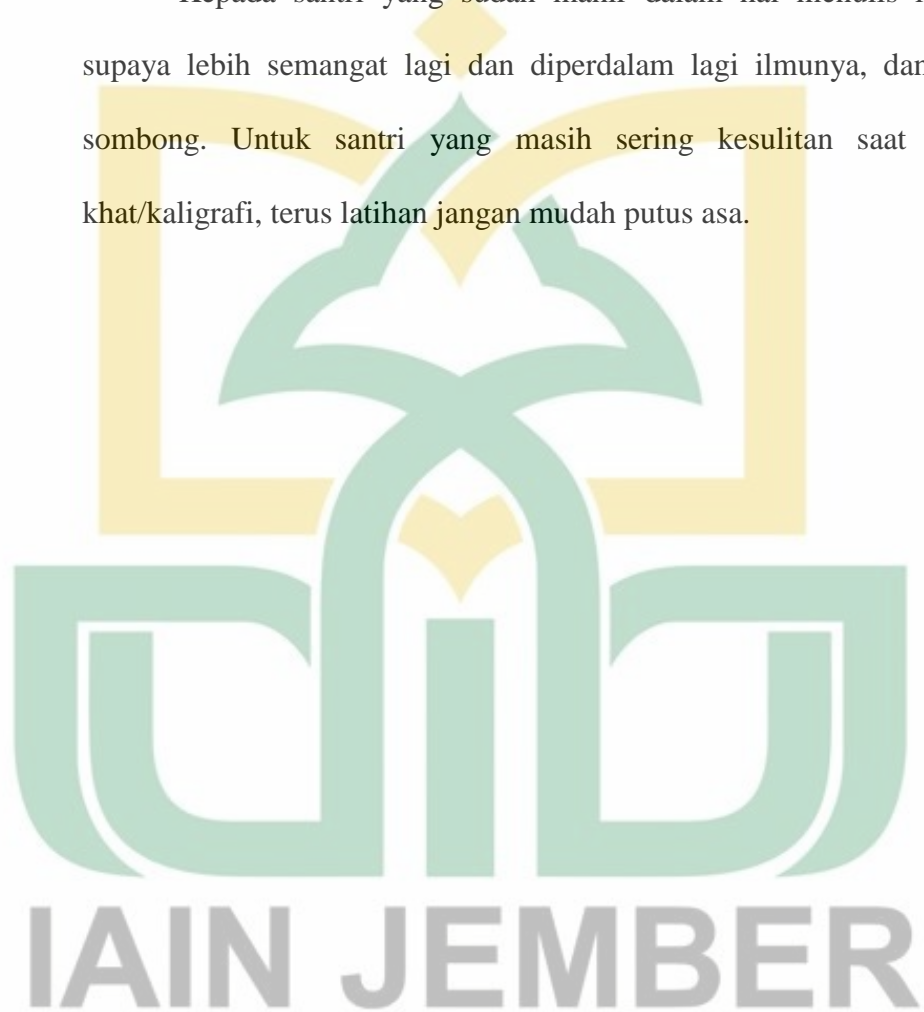 Kepada santri yang sudah mahir dalam hal menulis
supaya lebih semangat lagi dan diperdalam lagi ilmunya, dan
sombong. Untuk santri yang masih sering kesulitan saat
khat/kaligrafi, terus latihan jangan mudah putus asa.
IAIN JEMBER